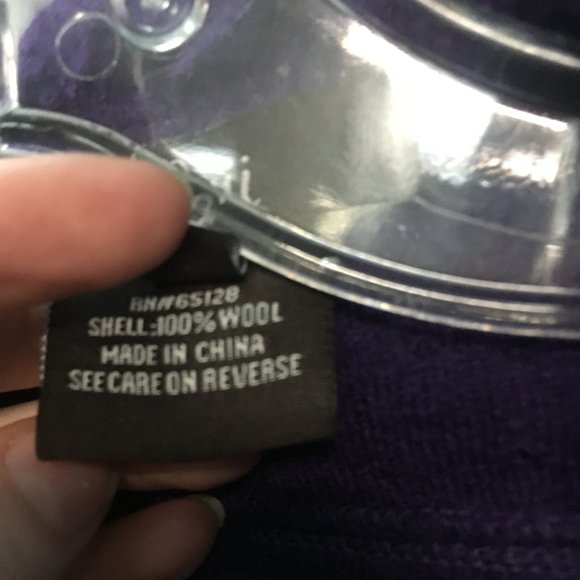 RN#65128
SHELL:100% WOOL
MADE IN CHINA
SEE CARE ON REVERSE